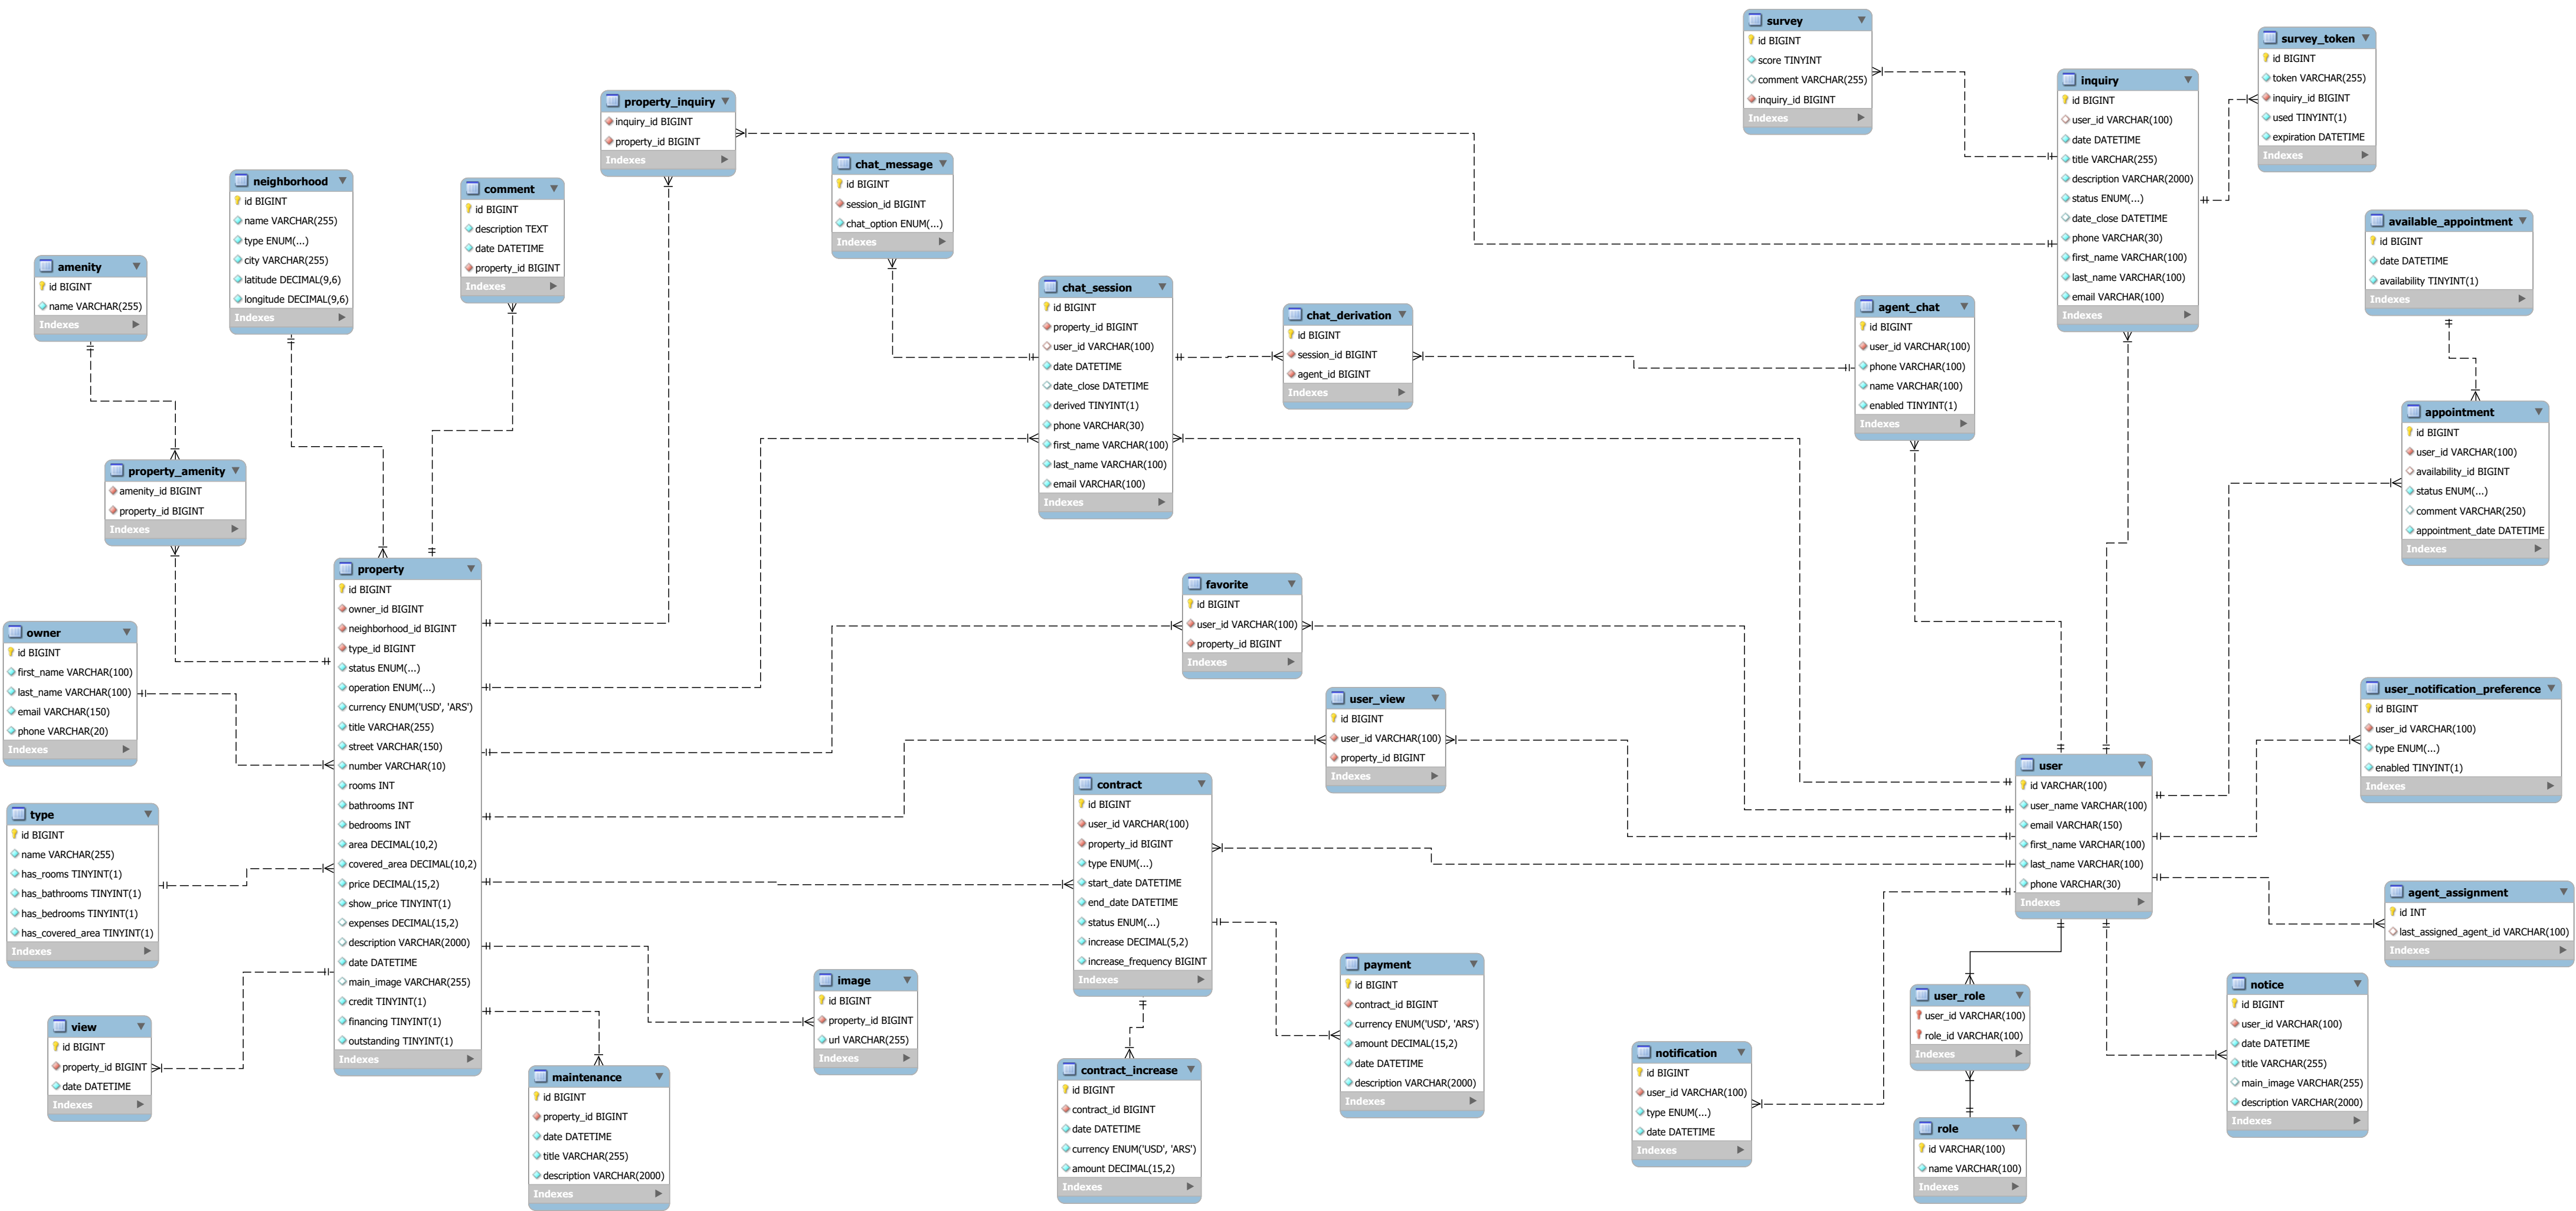 survey
id BIGINT
score TINYINT
comment VARCHAR(255)
inquiry_id BIGINT
Indexes
survey_token
id BIGINT
token VARCHAR(255)
inquiry_id BIGINT
used TINYINT(1)
expiration DATETIME
Indexes
inquiry
id BIGINT
user_id VARCHAR(100)
date DATETIME
title VARCHAR(255)
description VARCHAR(2000)
status ENUM(...)
date_close DATETIME
phone VARCHAR(30)
first_name VARCHAR(100)
last_name VARCHAR(100)
email VARCHAR(100)
Indexes
property_inquiry
inquiry_id BIGINT
property_id BIGINT
Indexes
chat_message
id BIGINT
session_id BIGINT
chat_option ENUM(...)
Indexes
neighborhood
id BIGINT
name VARCHAR(255)
type ENUM(...)
city VARCHAR(255)
latitude DECIMAL(9,6)
longitude DECIMAL(9,6)
Indexes
comment
id BIGINT
description TEXT
date DATETIME
property_id BIGINT
Indexes
available_appointment
id BIGINT
date DATETIME
availability TINYINT(1)
Indexes
amenity
id BIGINT
name VARCHAR(255)
Indexes
chat_session
id BIGINT
property_id BIGINT
user_id VARCHAR(100)
date DATETIME
date_close DATETIME
derived TINYINT(1)
phone VARCHAR(30)
first_name VARCHAR(100)
last_name VARCHAR(100)
email VARCHAR(100)
Indexes
chat_derivation
id BIGINT
session_id BIGINT
agent_id BIGINT
Indexes
agent_chat
id BIGINT
user_id VARCHAR(100)
phone VARCHAR(100)
name VARCHAR(100)
enabled TINYINT(1)
Indexes
appointment
id BIGINT
user_id VARCHAR(100)
availability_id BIGINT
status ENUM(...)
comment VARCHAR(250)
appointment_date DATETIME
Indexes
property_amenity
amenity_id BIGINT
property_id BIGINT
Indexes
property
id BIGINT
owner_id BIGINT
neighborhood_id BIGINT
type_id BIGINT
status ENUM(...)
operation ENUM(...)
currency ENUM('USD', 'ARS')
title VARCHAR(255)
street VARCHAR(150)
number VARCHAR(10)
rooms INT
bathrooms INT
bedrooms INT
area DECIMAL(10,2)
covered_area DECIMAL(10,2)
price DECIMAL(15,2)
show_price TINYINT(1)
expenses DECIMAL(15,2)
description VARCHAR(2000)
date DATETIME
main_image VARCHAR(255)
credit TINYINT(1)
financing TINYINT(1)
outstanding TINYINT(1)
Indexes
favorite
id BIGINT
user_id VARCHAR(100)
property_id BIGINT
Indexes
owner
id BIGINT
first_name VARCHAR(100)
last_name VARCHAR(100)
email VARCHAR(150)
phone VARCHAR(20)
Indexes
user_view
id BIGINT
user_id VARCHAR(100)
property_id BIGINT
Indexes
user_notification_preference
id BIGINT
user_id VARCHAR(100)
type ENUM(...)
enabled TINYINT(1)
Indexes
user
id VARCHAR(100)
user_name VARCHAR(100)
email VARCHAR(150)
first_name VARCHAR(100)
last_name VARCHAR(100)
phone VARCHAR(30)
Indexes
contract
id BIGINT
user_id VARCHAR(100)
property_id BIGINT
type ENUM(...)
start_date DATETIME
end_date DATETIME
status ENUM(...)
increase DECIMAL(5,2)
increase_frequency BIGINT
Indexes
type
id BIGINT
name VARCHAR(255)
has_rooms TINYINT(1)
has_bathrooms TINYINT(1)
has_bedrooms TINYINT(1)
has_covered_area TINYINT(1)
Indexes
agent_assignment
id INT
last_assigned_agent_id VARCHAR(100)
Indexes
payment
id BIGINT
contract_id BIGINT
currency ENUM('USD', 'ARS')
amount DECIMAL(15,2)
date DATETIME
description VARCHAR(2000)
Indexes
image
id BIGINT
property_id BIGINT
url VARCHAR(255)
Indexes
notice
id BIGINT
user_id VARCHAR(100)
date DATETIME
title VARCHAR(255)
main_image VARCHAR(255)
description VARCHAR(2000)
Indexes
user_role
user_id VARCHAR(100)
role_id VARCHAR(100)
Indexes
view
id BIGINT
property_id BIGINT
date DATETIME
Indexes
notification
id BIGINT
user_id VARCHAR(100)
type ENUM(...)
date DATETIME
Indexes
contract_increase
id BIGINT
contract_id BIGINT
date DATETIME
currency ENUM('USD', 'ARS')
amount DECIMAL(15,2)
Indexes
maintenance
id BIGINT
property_id BIGINT
date DATETIME
title VARCHAR(255)
description VARCHAR(2000)
Indexes
role
id VARCHAR(100)
name VARCHAR(100)
Indexes